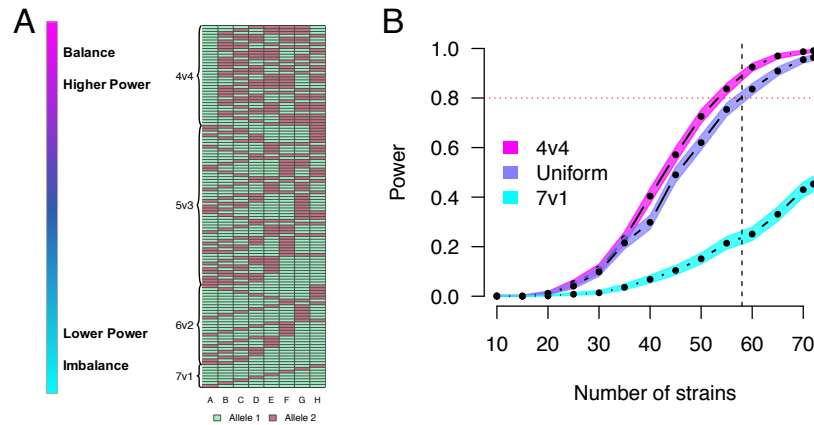 A
Balance
Higher Power
Lower Power
Imbalance
4v4
5v3
6v2
7v1
A B C D E F G H
Allele 1 Allele 2
B
Power
1.0
0.8
0.6
0.4
0.2
0.0
4v4
Uniform
7v1
10 20 30 40 50 60 70
Number of strains